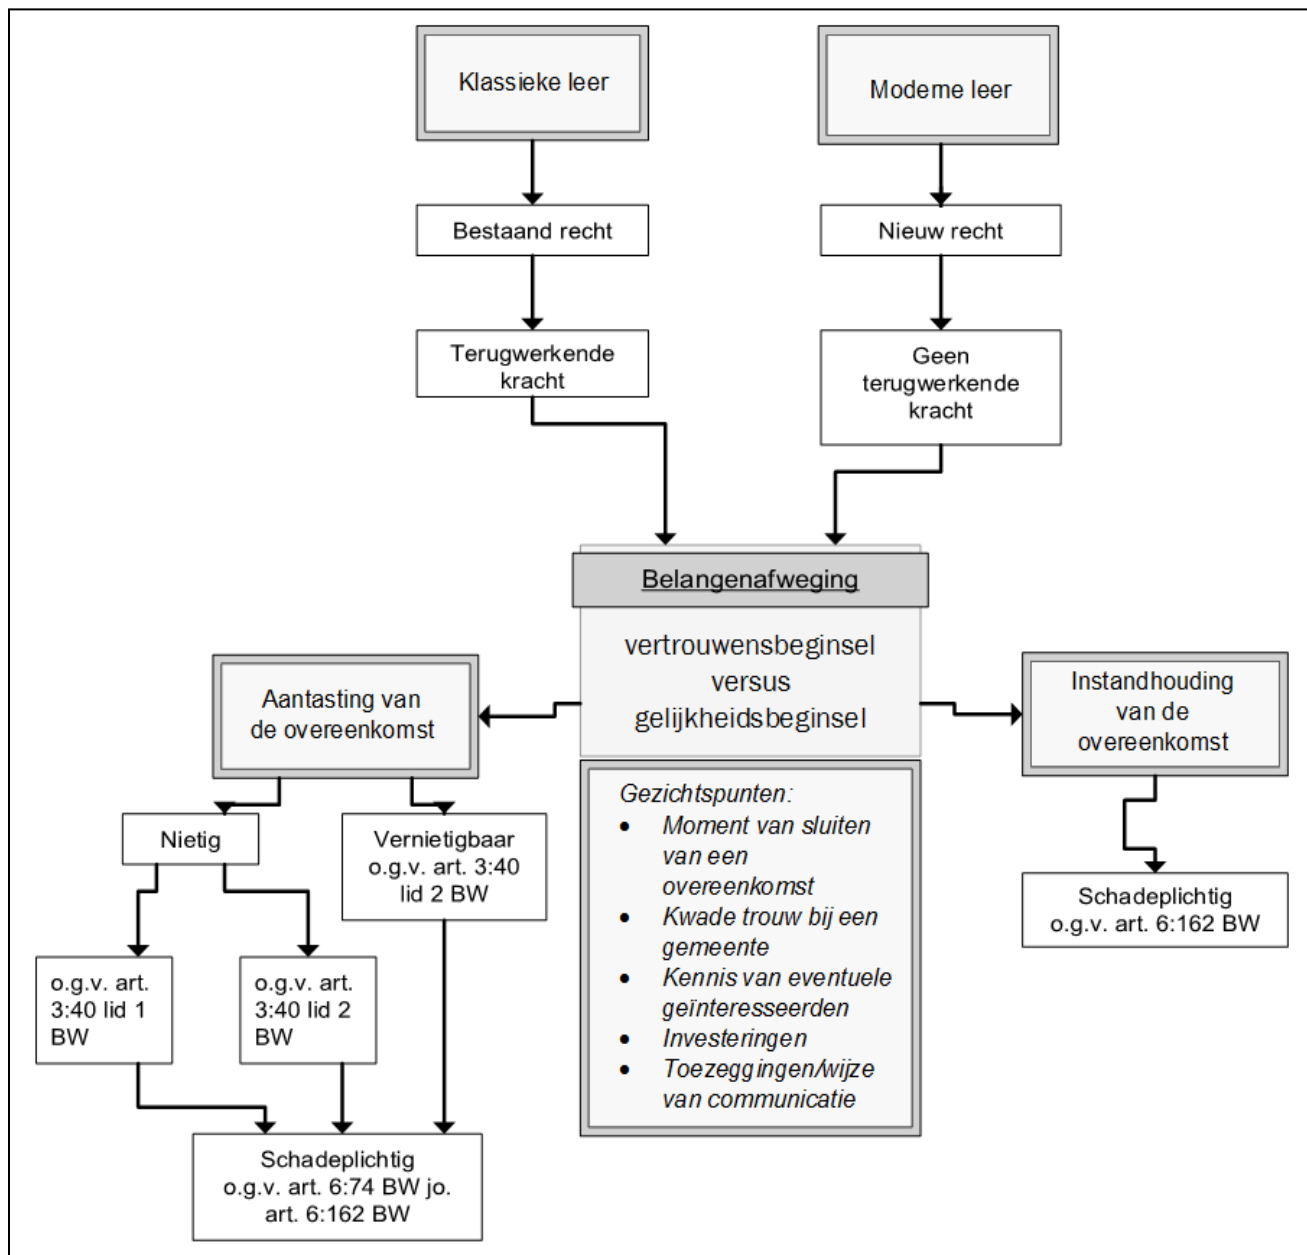 Klassieke leer
Moderne leer
Bestaand recht
Nieuw recht
Terugwerkende
kracht
Geen
terugwerkende
kracht
Belangenafweging
vertrouwensbeginsel
versus
gelijkheidsbeginsel
Aantasting van
de overeenkomst
Instandhouding
van de
overeenkomst
Gezichtspunten:
• Moment van sluiten
van een
overeenkomst
• Kwade trouw bij een
gemeente
• Kennis van eventuele
geïnteresseerden
• Investeringen
• Toezeggingen/wijze
van communicatie
Nietig
Vernietigbaar
o.g.v. art. 3:40
lid 2 BW
Schadeplichtig
o.g.v. art. 6:162 BW
o.g.v. art.
3:40 lid 1
BW
o.g.v. art.
3:40 lid 2
BW
Schadeplichtig
o.g.v. art. 6:74 BW jo.
art. 6:162 BW